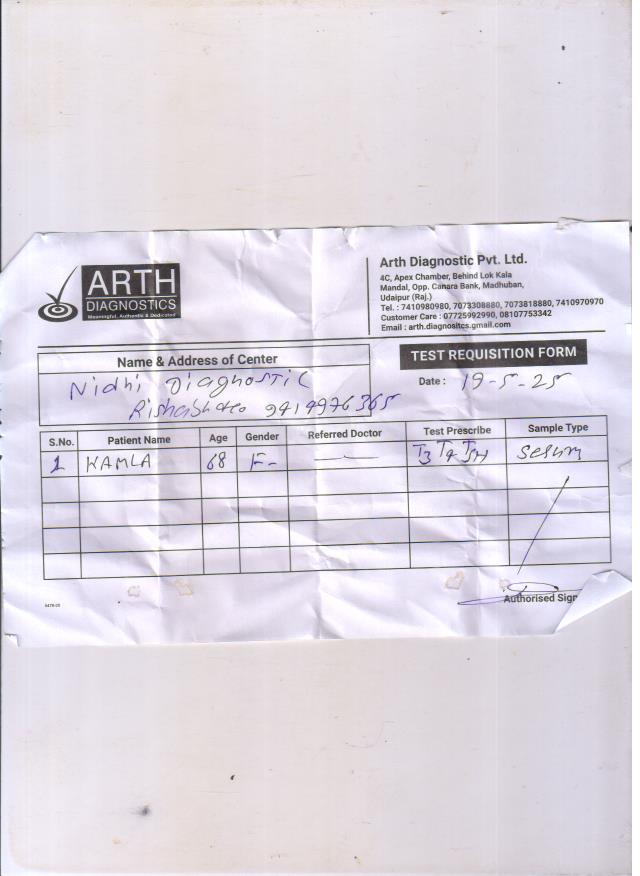 ARTH
DIAGNOSTICS
Meaningful, Authentic & Dedicated
Arth Diagnostic Pvt. Ltd.
4C, Apex Chamber, Behind Lok Kala
Mandal, Opp. Canara Bank, Madhuban,
Udaipur (Raj.)
Tel. : 7410980980, 7073308880, 7073818880, 7410970970
Customer Care : 07725992990, 08107753342
Email : arth.diagnositcs.gmail.com
Name & Address of Center
Nidhi Diagnostic
Rishabhdeo 9414976365
TEST REQUISITION FORM
Date : 19-5-25
S.No. Patient Name Age Gender Referred Doctor Test Prescribe Sample Type
1 KAMLA 68 F- — T3 T4 TSH Serum
Authorised Sign